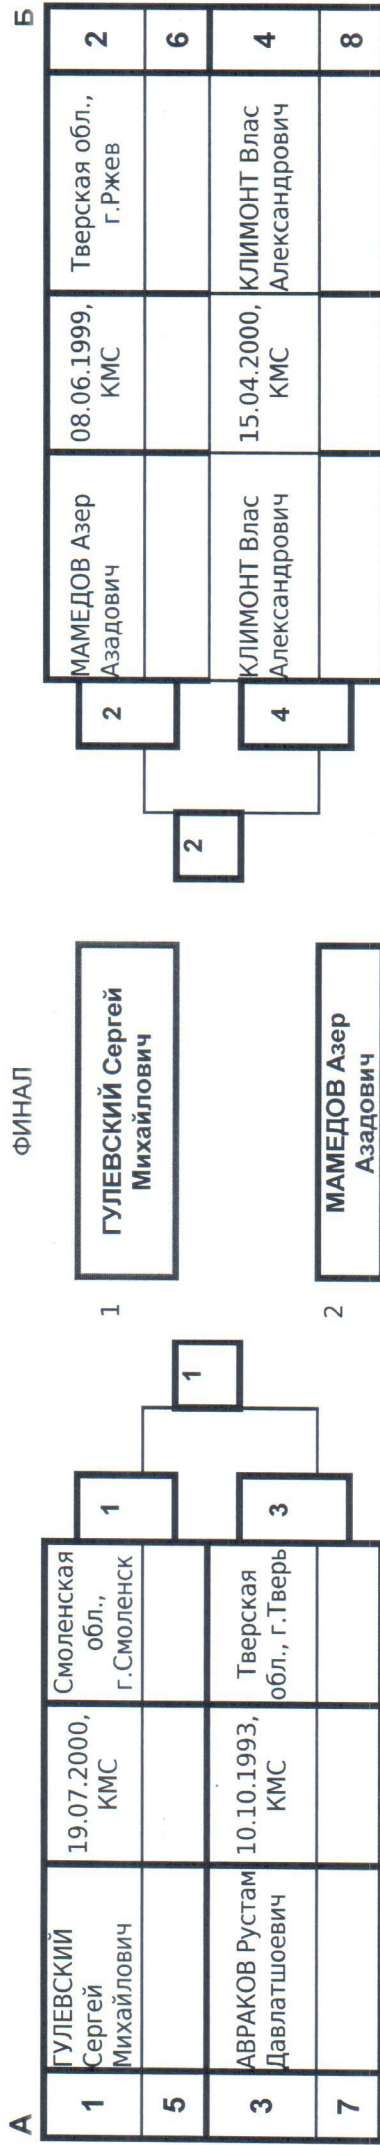 А
ФИНАЛ
Б
1
ГУЛЕВСКИЙ
Сергей
Михайлович
19.07.2000,
КМС
Смоленская
обл.,
г.Смоленск
5
3
АВРАКОВ Рустам
Давлатшоевич
10.10.1993,
КМС
Тверская
обл., г.Тверь
7
1
3
1
1
ГУЛЕВСКИЙ Сергей
Михайлович
2
МАМЕДОВ Азер
Азадович
2
2
4
МАМЕДОВ Азер
Азадович
08.06.1999,
КМС
Тверская обл.,
г.Ржев
2
6
КЛИМОНТ Влас
Александрович
15.04.2000,
КМС
КЛИМОНТ Влас
Александрович
4
8